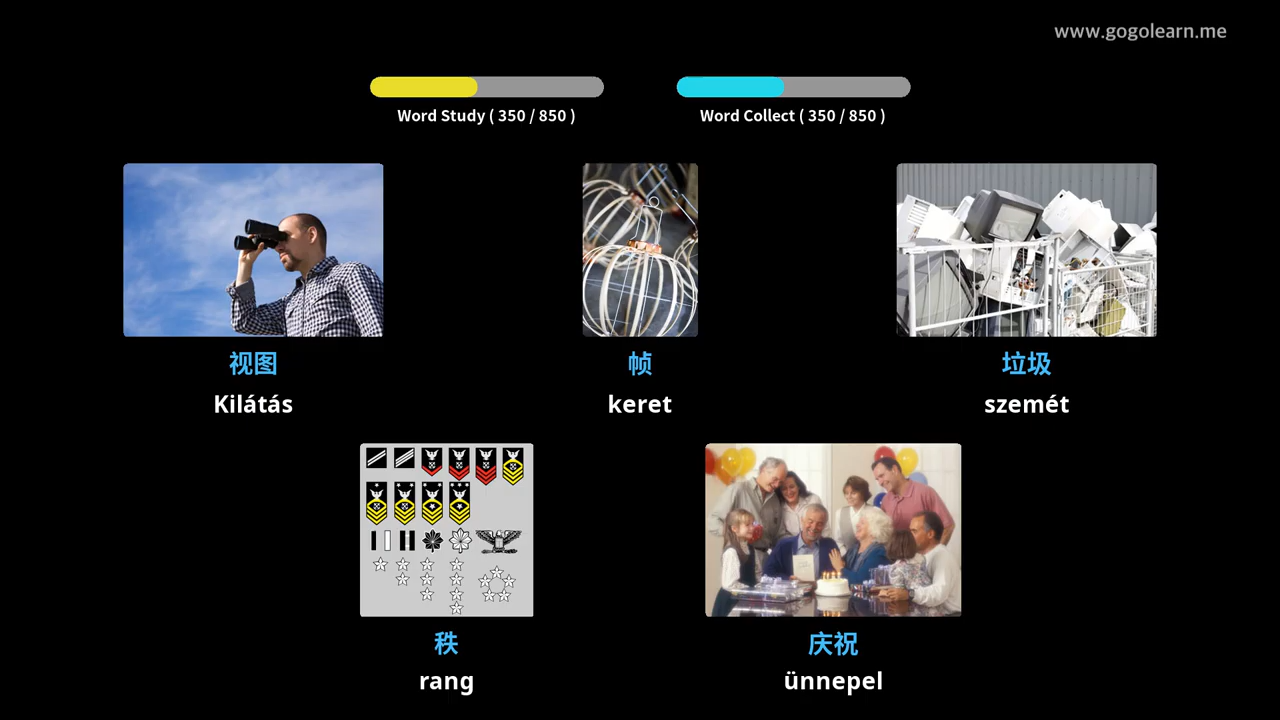 www.gogolearn.me
Word Study ( 350 / 850 )
Word Collect ( 350 / 850 )
视图
帧
垃圾
Kilátás
keret
szemét
秩
庆祝
rang
ünnepel